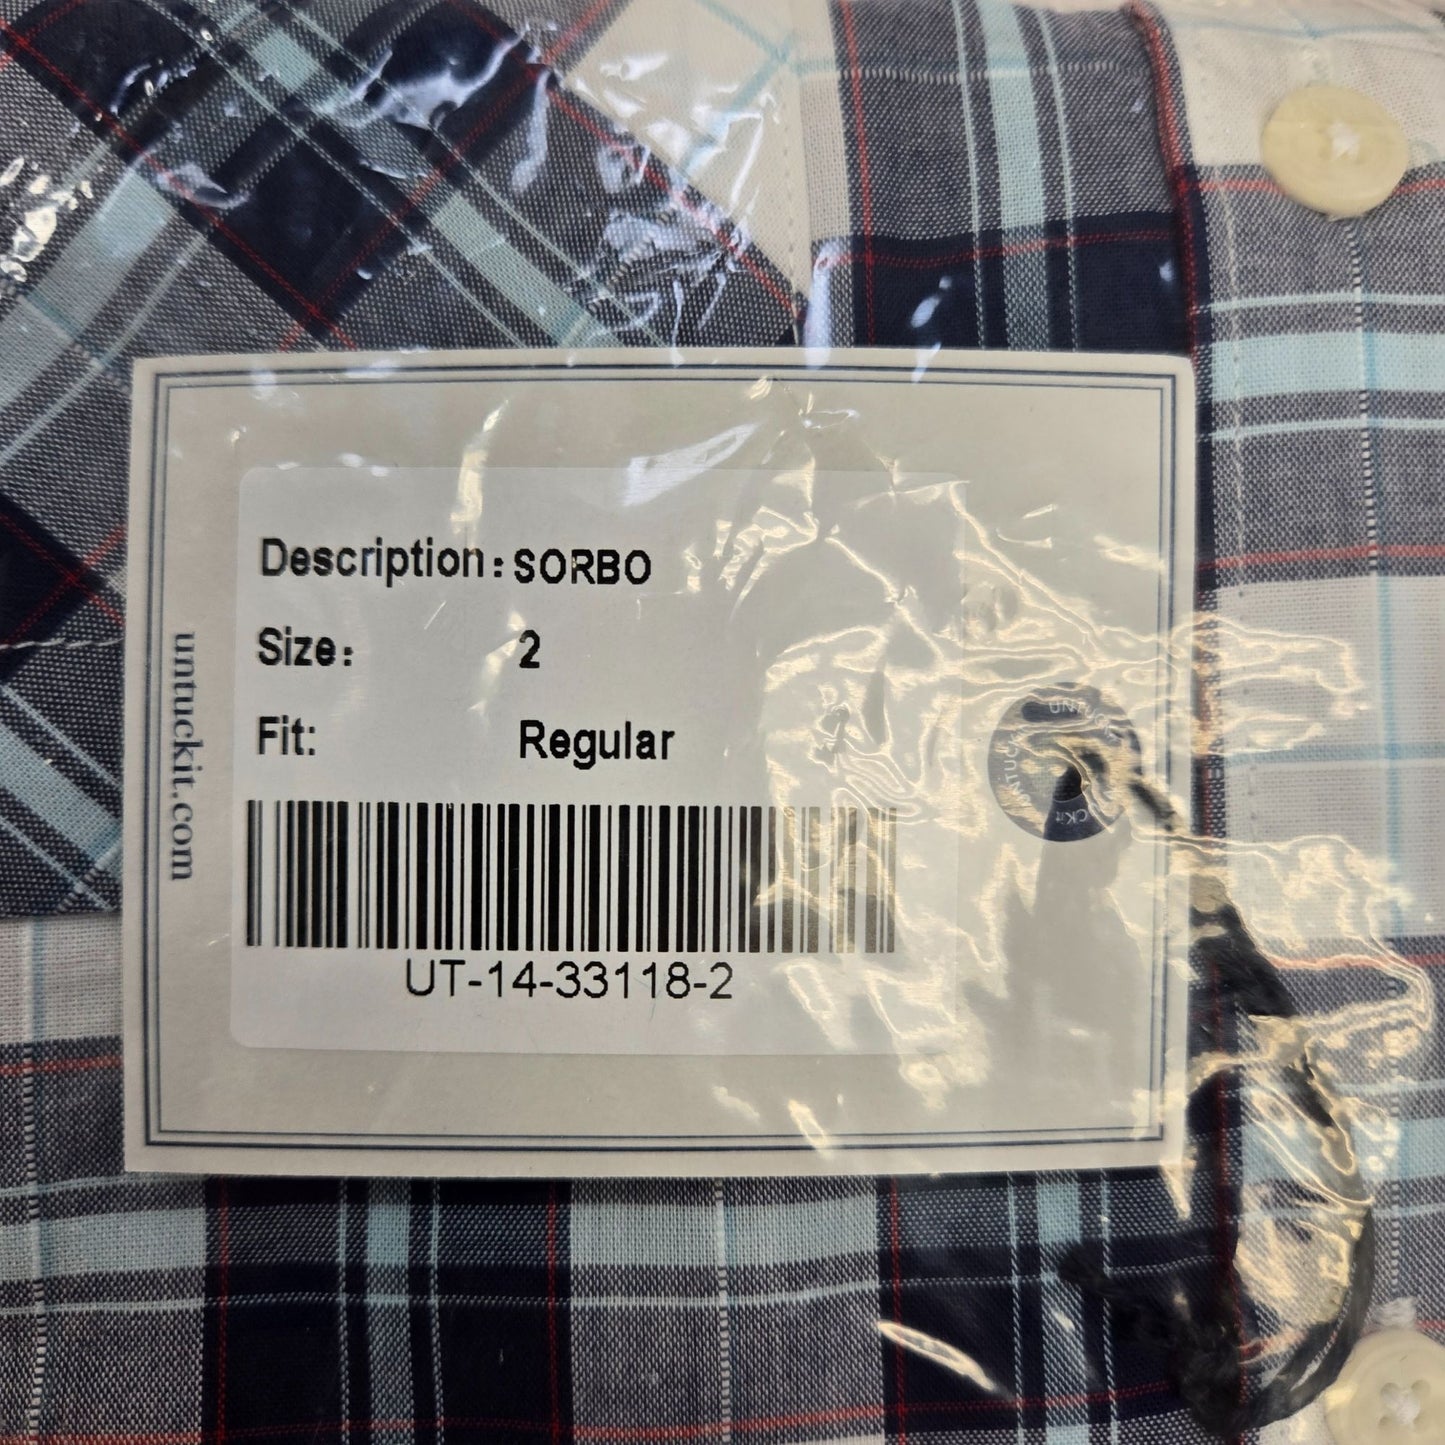 Description: SORBO
Size: 2
Fit: Regular
UT-14-33118-2
untuckit.com